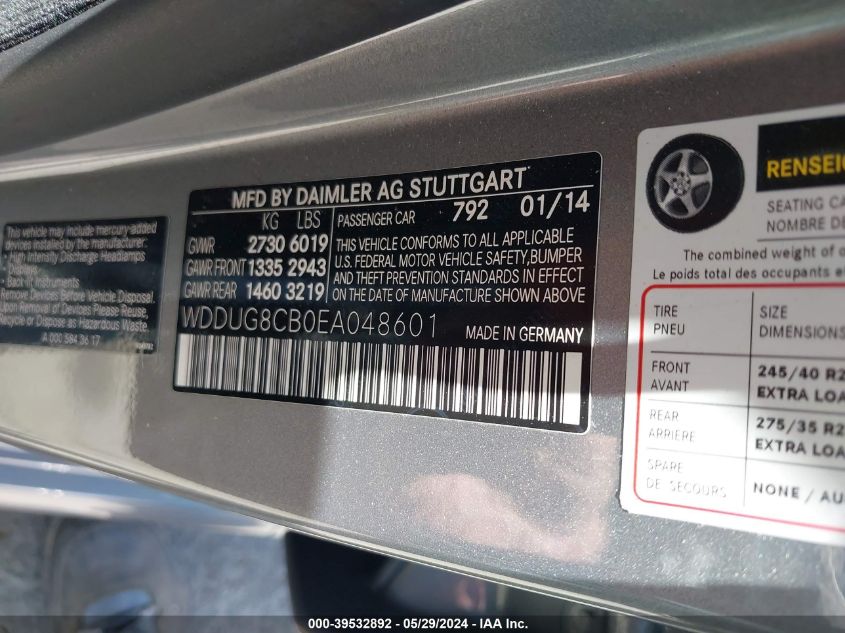 This vehicle may include mercury-added
devices installed by the manufacturer:
- High Intensity Discharge Headlamps
- Displays
- Back-lit Instruments
Remove Devices Before Vehicle Disposal.
Upon Removal of Devices Please Reuse,
Recycle or Dispose as Hazardous Waste.
A 000 584 36 17
MFD BY DAIMLER AG STUTTGART
KG LBS
GVWR 2730 6019
GAWR FRONT 1335 2943
GAWR REAR 1460 3219
PASSENGER CAR 792 01/14
THIS VEHICLE CONFORMS TO ALL APPLICABLE
U.S. FEDERAL MOTOR VEHICLE SAFETY,BUMPER
AND THEFT PREVENTION STANDARDS IN EFFECT
ON THE DATE OF MANUFACTURE SHOWN ABOVE
WDDUG8CB0EA048601
MADE IN GERMANY
RENSEIG
SEATING CA
NOMBRE DE
The combined weight of o
Le poids total des occupants e
TIRE SIZE
PNEU DIMENSIONS
FRONT 245/40 R2
AVANT EXTRA LOA
REAR 275/35 R2
ARRIERE EXTRA LOA
SPARE
DE SECOURS NONE / AU
000-39532892 - 05/29/2024 - IAA Inc.